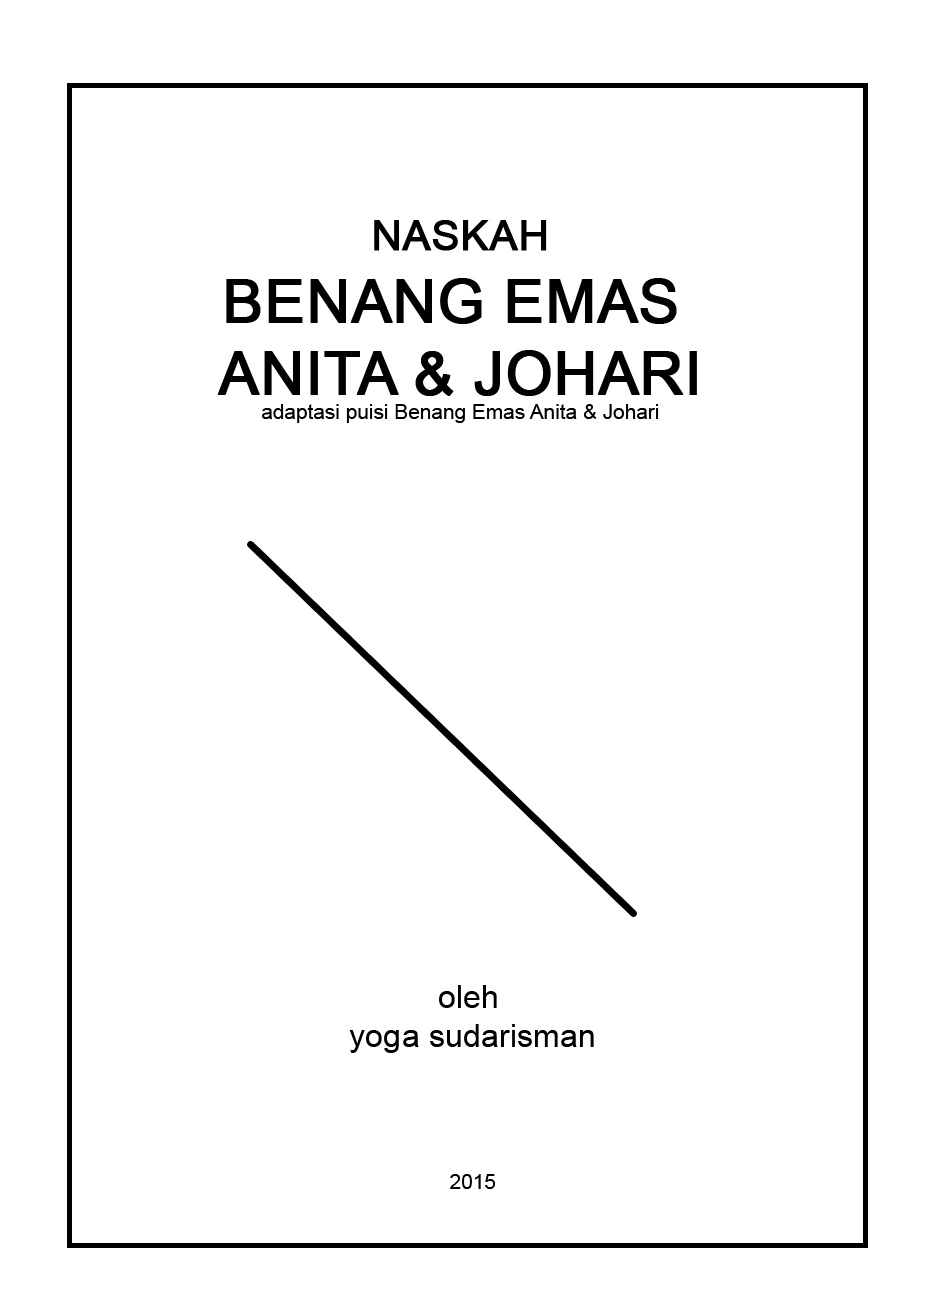 NASKAH
BENANG EMAS
ANITA & JOHARI
adaptasi puisi Benang Emas Anita & Johari
oleh
yoga sudarisman
2015